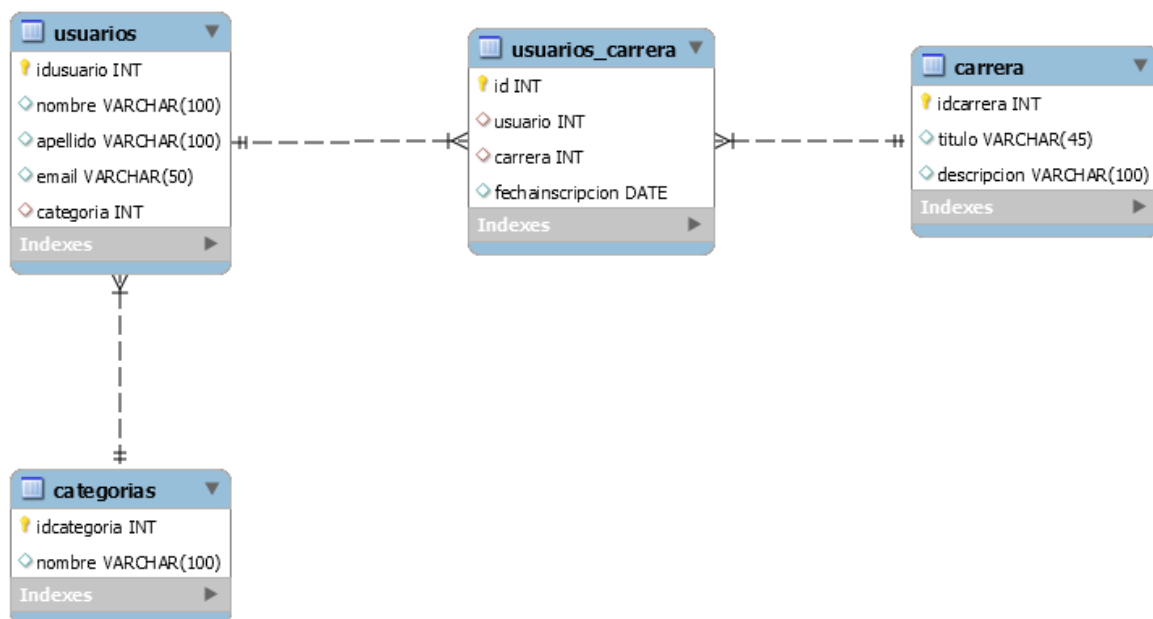 usuarios
idusuario INT
nombre VARCHAR(100)
apellido VARCHAR(100)
email VARCHAR(50)
categoria INT
Indexes
usuarios_carrera
id INT
usuario INT
carrera INT
fechainscripcion DATE
Indexes
carrera
idcarrera INT
titulo VARCHAR(45)
descripcion VARCHAR(100)
Indexes
categorias
idcategoria INT
nombre VARCHAR(100)
Indexes